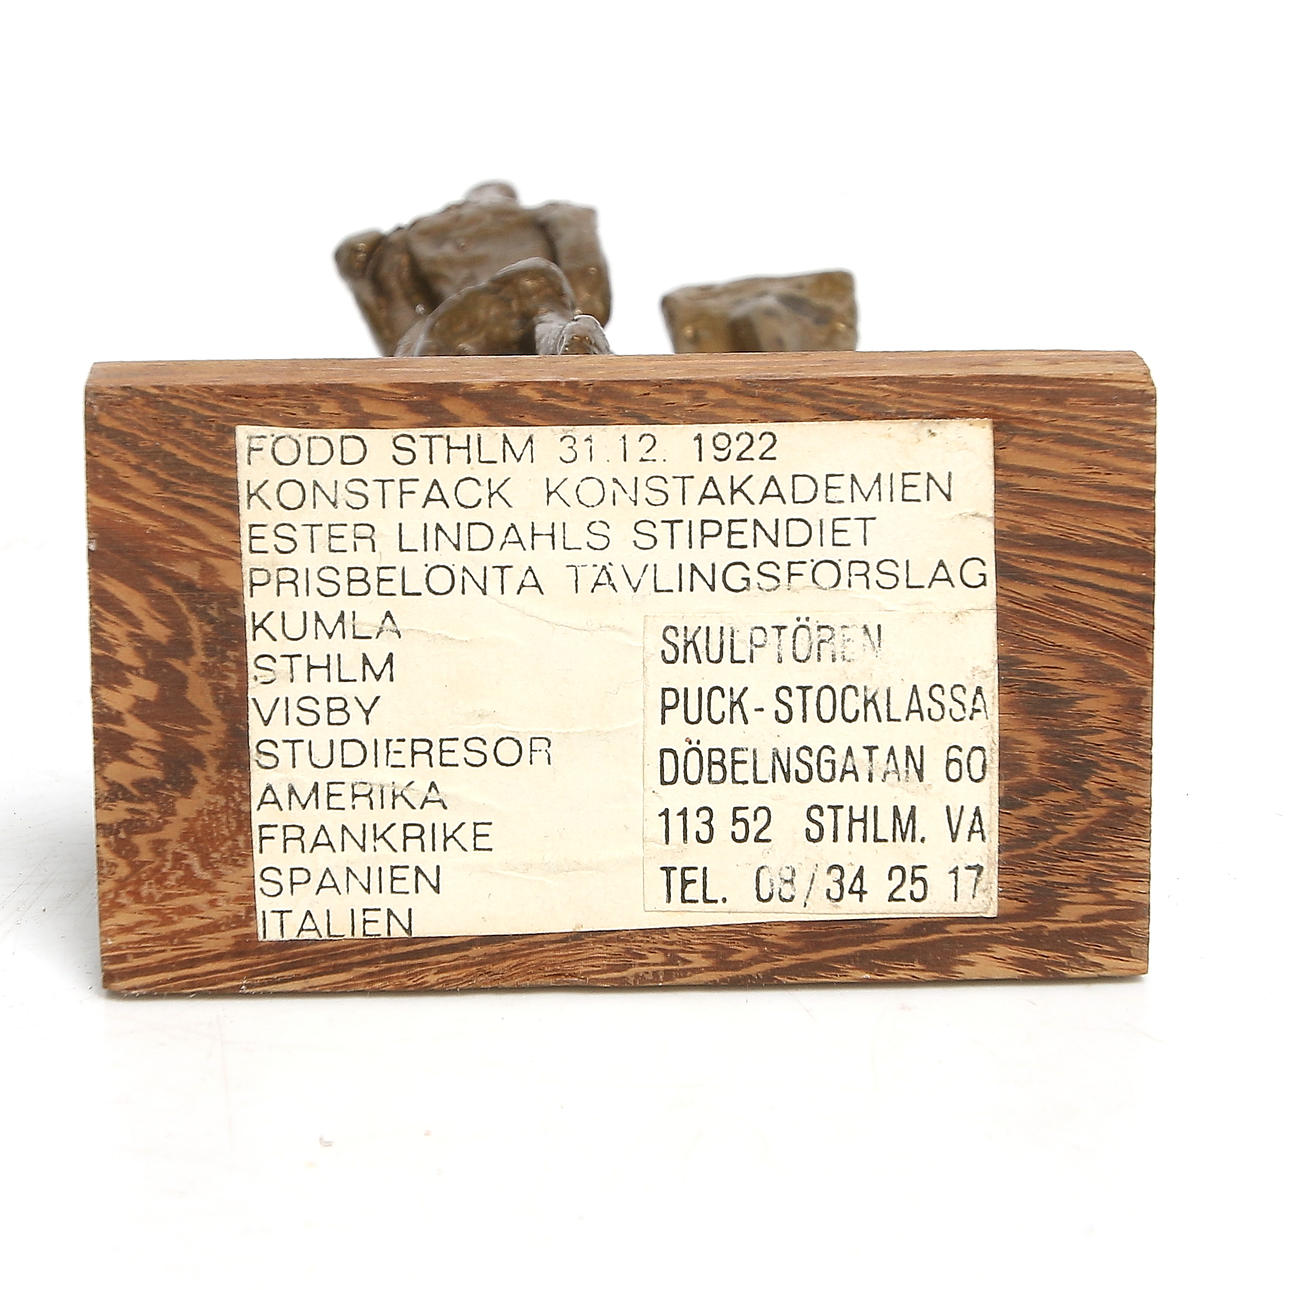 FÖDD STHLM 31.12. 1922
KONSTFACK KONSTAKADEMIEN
ESTER LINDAHLS STIPENDIET
PRISBELÖNTA TÄVLINGSFÖRSLAG
KUMLA
STHLM
VISBY
STUDIERESOR
AMERIKA
FRANKRIKE
SPANIEN
ITALIEN
SKULPTÖREN
PUCK-STOCKLASSA
DÖBELNSGATAN 60
113 52 STHLM. VA
TEL. 08/34 25 17